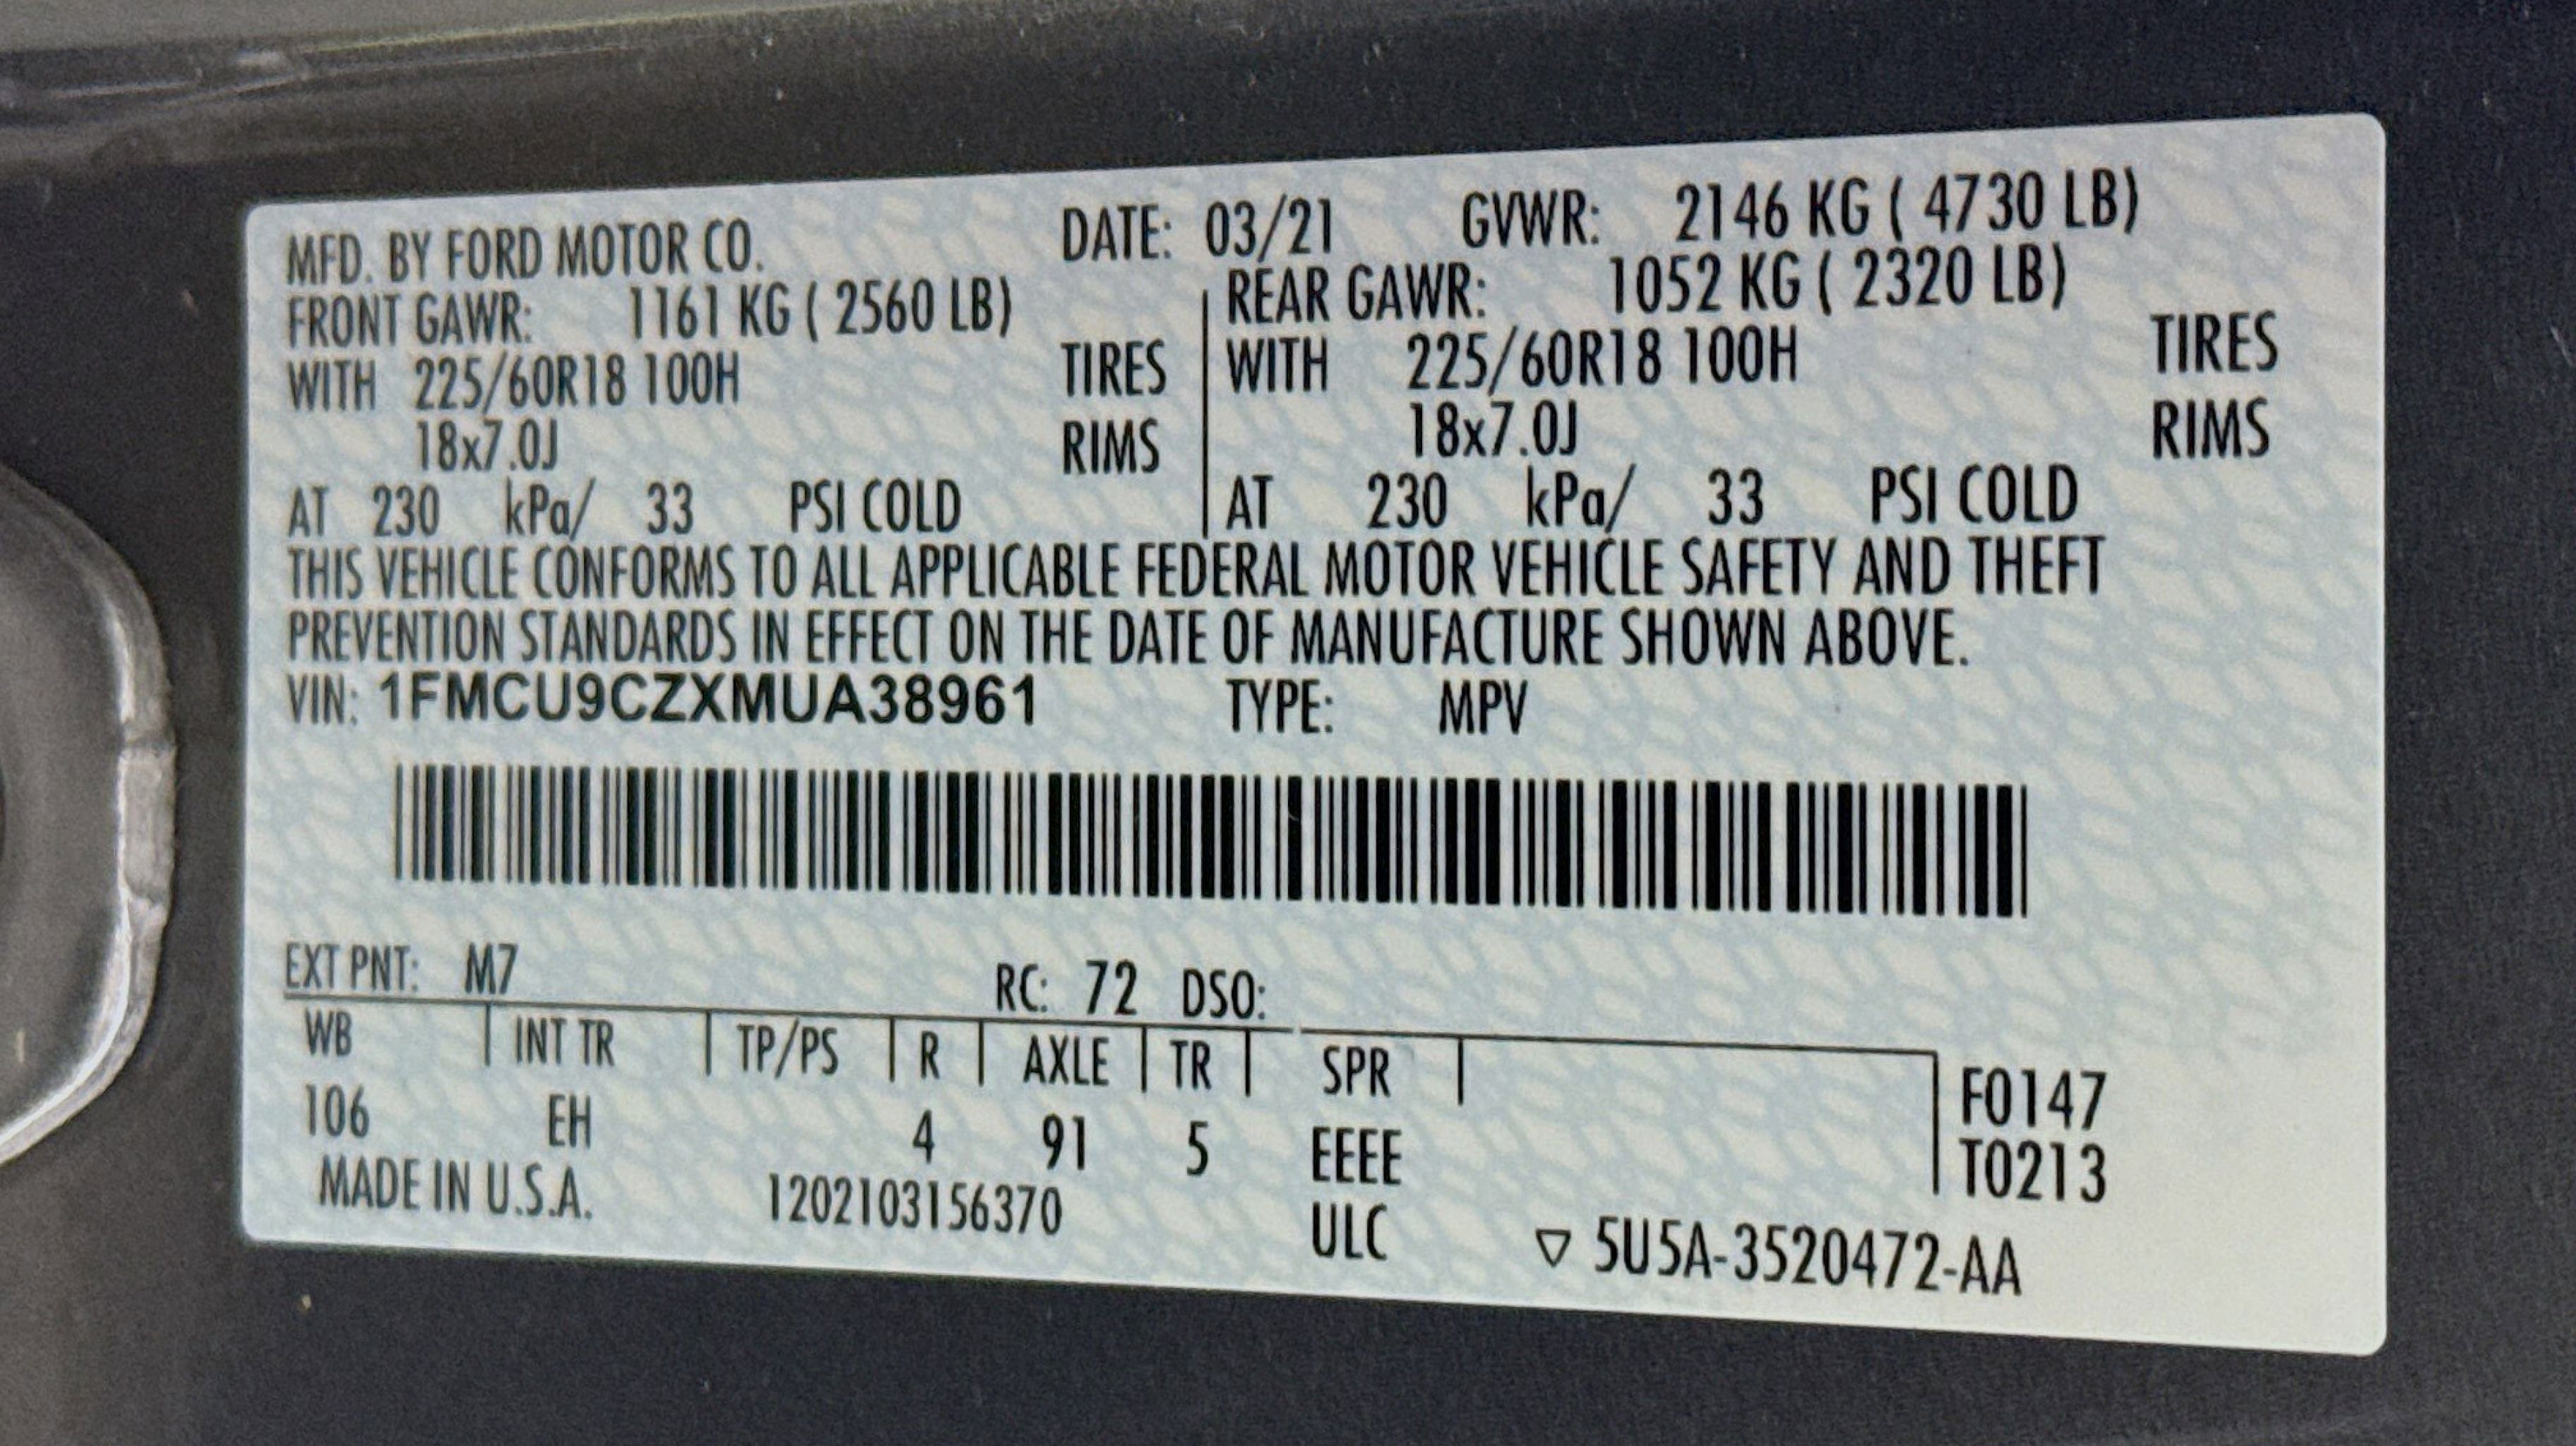 MFD. BY FORD MOTOR CO. DATE: 03/21 GVWR: 2146 KG ( 4730 LB)
FRONT GAWR: 1161 KG ( 2560 LB) REAR GAWR: 1052 KG ( 2320 LB)
WITH 225/60R18 100H TIRES WITH 225/60R18 100H TIRES
18x7.0J RIMS 18x7.0J RIMS
AT 230 kPa/ 33 PSI COLD AT 230 kPa/ 33 PSI COLD
THIS VEHICLE CONFORMS TO ALL APPLICABLE FEDERAL MOTOR VEHICLE SAFETY AND THEFT
PREVENTION STANDARDS IN EFFECT ON THE DATE OF MANUFACTURE SHOWN ABOVE.
VIN: 1FMCU9CZXMUA38961 TYPE: MPV
EXT PNT: M7 RC: 72 DSO:
WB INT TR TP/PS R AXLE TR SPR F0147
106 EH 4 91 5 EEEE T0213
MADE IN U.S.A. 1202103156370 ULC ▽ 5U5A-3520472-AA